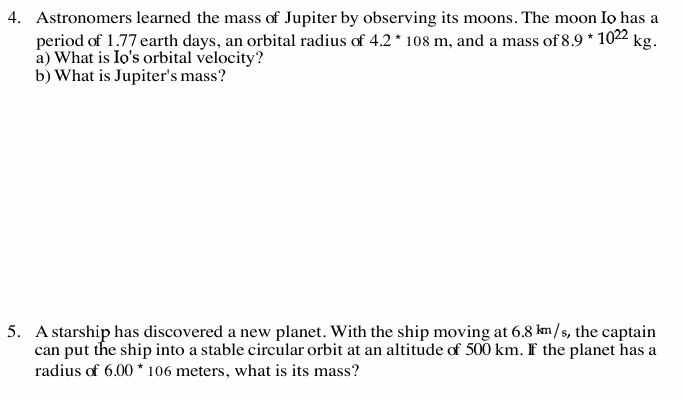 4. Astronomers learned the mass of Jupiter by observing its moons. The moon Io has a
period of 1.77 earth days, an orbital radius of 4.2 * 108 m, and a mass of 8.9 * 10²² kg.
a) What is Io's orbital velocity?
b) What is Jupiter's mass?
5. A starship has discovered a new planet. With the ship moving at 6.8 km/s, the captain
can put the ship into a stable circular orbit at an altitude of 500 km. If the planet has a
radius of 6.00 * 106 meters, what is its mass?